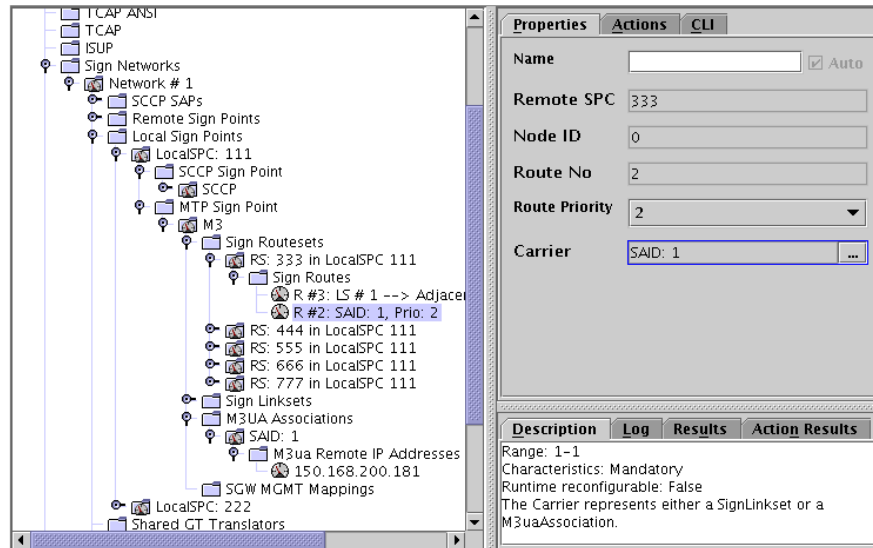 TCAP ANSI
TCAP
ISUP
Sign Networks
Network # 1
SCCP SAPs
Remote Sign Points
Local Sign Points
LocalSPC: 111
SCCP Sign Point
SCCP
MTP Sign Point
M3
Sign Routesets
RS: 333 in LocalSPC 111
Sign Routes
R #3: LS # 1 --> Adjacer
R #2: SAID: 1, Prio: 2
RS: 444 in LocalSPC 111
RS: 555 in LocalSPC 111
RS: 666 in LocalSPC 111
RS: 777 in LocalSPC 111
Sign Linksets
M3UA Associations
SAID: 1
M3ua Remote IP Addresses
150.168.200.181
SGW MGMT Mappings
LocalSPC: 222
Shared GT Translators
Properties Actions CLI
Name Auto
Remote SPC 333
Node ID 0
Route No 2
Route Priority 2
Carrier SAID: 1 ...
Description Log Results Action Results
Range: 1-1
Characteristics: Mandatory
Runtime reconfigurable: False
The Carrier represents either a SignLinkset or a
M3uaAssociation.